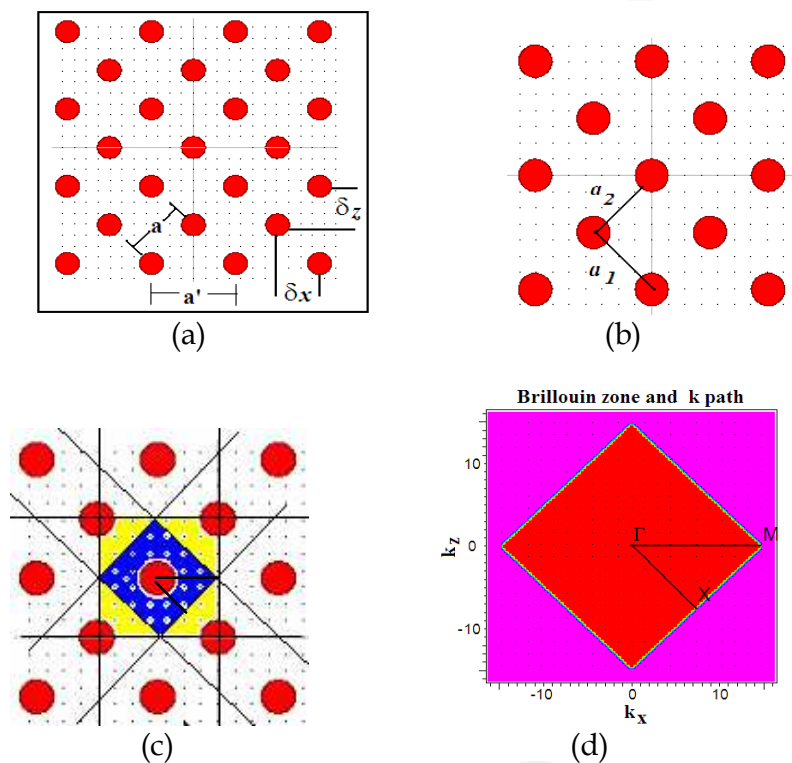 a
a'
δx
δz
(a)
a2
a1
(b)
(c)
Brillouin zone and k path
10
0
-10
kz
Γ
M
X
-10
0
10
kx
(d)